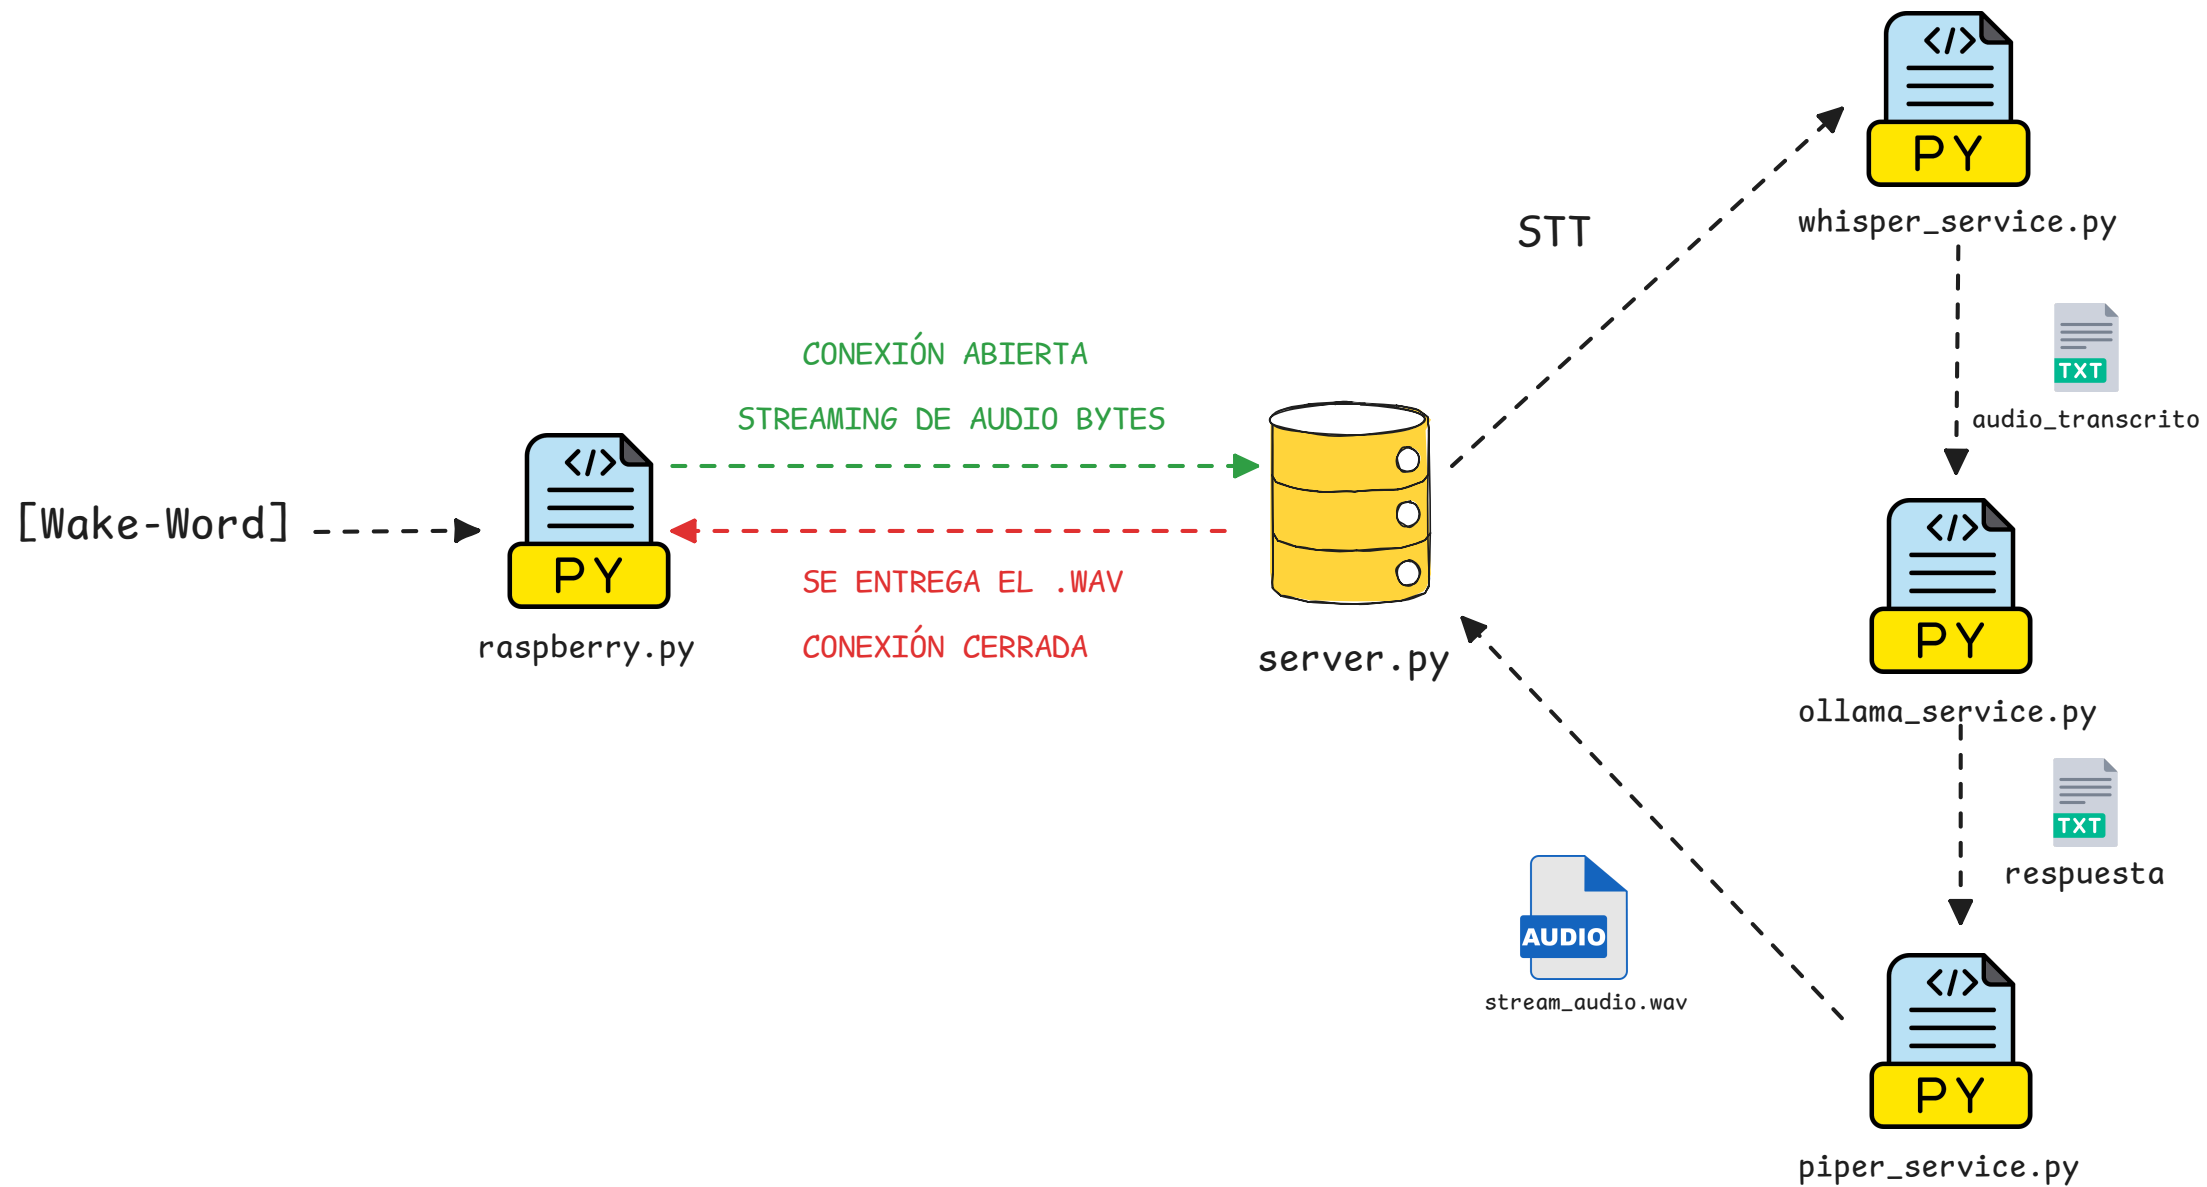 </>
PY
whisper_service.py
STT
TXT
audio_transcrito
CONEXIÓN ABIERTA
STREAMING DE AUDIO BYTES
[Wake-Word]
</>
PY
raspberry.py
SE ENTREGA EL .WAV
CONEXIÓN CERRADA
server.py
</>
PY
ollama_service.py
TXT
respuesta
AUDIO
stream_audio.wav
</>
PY
piper_service.py